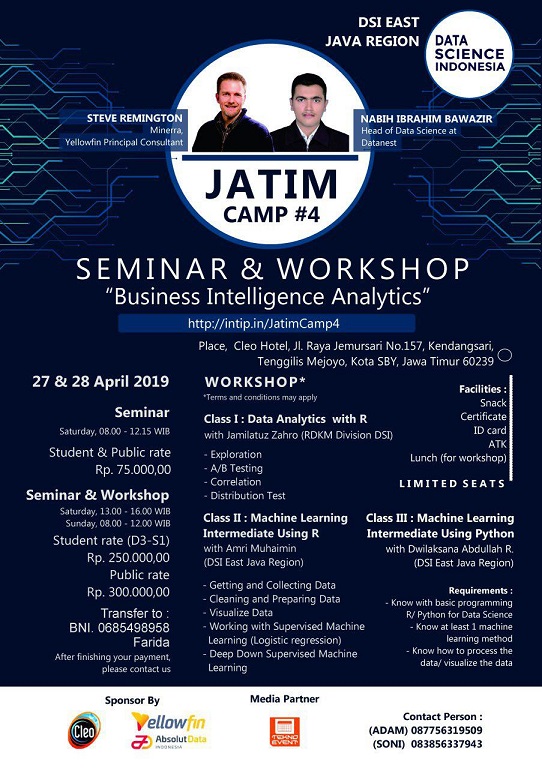 DSI EAST
JAVA REGION
DATA
SCIENCE
INDONESIA
STEVE REMINGTON
Minerra,
Yellowfin Principal Consultant
NABIH IBRAHIM BAWAZIR
Head of Data Science at
Datanest
JATIM
CAMP #4
SEMINAR & WORKSHOP
“Business Intelligence Analytics”
http://intip.in/JatimCamp4
Place, Cleo Hotel, Jl. Raya Jemursari No.157, Kendangsari,
Tenggilis Mejoyo, Kota SBY, Jawa Timur 60239
27 & 28 April 2019
Seminar
Saturday, 08.00 - 12.15 WIB
Student & Public rate
Rp. 75.000,00
Seminar & Workshop
Saturday, 13.00 - 16.00 WIB
Sunday, 08.00 - 12.00 WIB
Student rate (D3-S1)
Rp. 250.000,00
Public rate
Rp. 300.000,00
Transfer to :
BNI. 0685498958
Farida
After finishing your payment,
please contact us
WORKSHOP*
*Terms and conditions may apply
Class I : Data Analytics with R
with Jamilatuz Zahro (RDKM Division DSI)
- Exploration
- A/B Testing
- Correlation
- Distribution Test
Class II : Machine Learning
Intermediate Using R
with Amri Muhaimin
(DSI East Java Region)
- Getting and Collecting Data
- Cleaning and Preparing Data
- Visualize Data
- Working with Supervised Machine
Learning (Logistic regression)
- Deep Down Supervised Machine
Learning
Facilities :
Snack
Certificate
ID card
ATK
Lunch (for workshop)
LIMITED SEATS
Class III : Machine Learning
Intermediate Using Python
with Dwilaksana Abdullah R.
(DSI East Java Region)
Requirements :
- Know with basic programming
R/ Python for Data Science
- Know at least 1 machine
learning method
- Know how to process the
data/ visualize the data
Sponsor By
Cleo
Yellowfin
AbsolutData
INDONESIA
Media Partner
TEKNO
EVENT
Contact Person :
(ADAM) 087756319509
(SONI) 083856337943